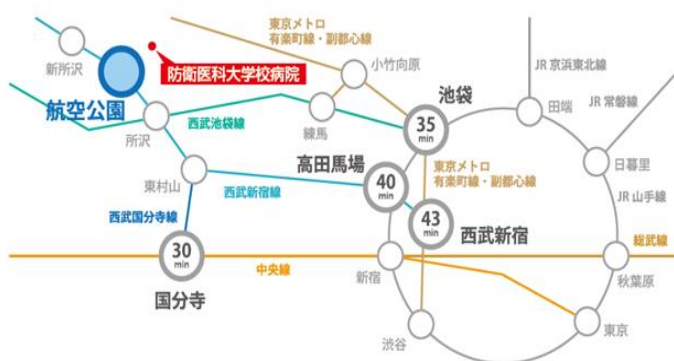 東京メトロ
有楽町線・副都心線
新所沢
防衛医科大学校病院
小竹向原
JR 京浜東北線
航空公園
池袋
田端
JR 常磐線
西武池袋線
練馬
35
min
所沢
高田馬場
東京メトロ
有楽町線・副都心線
日暮里
東村山
西武新宿線
40
min
JR 山手線
西武国分寺線
43
min
西武新宿
30
min
総武線
中央線
新宿
秋葉原
国分寺
渋谷
東京